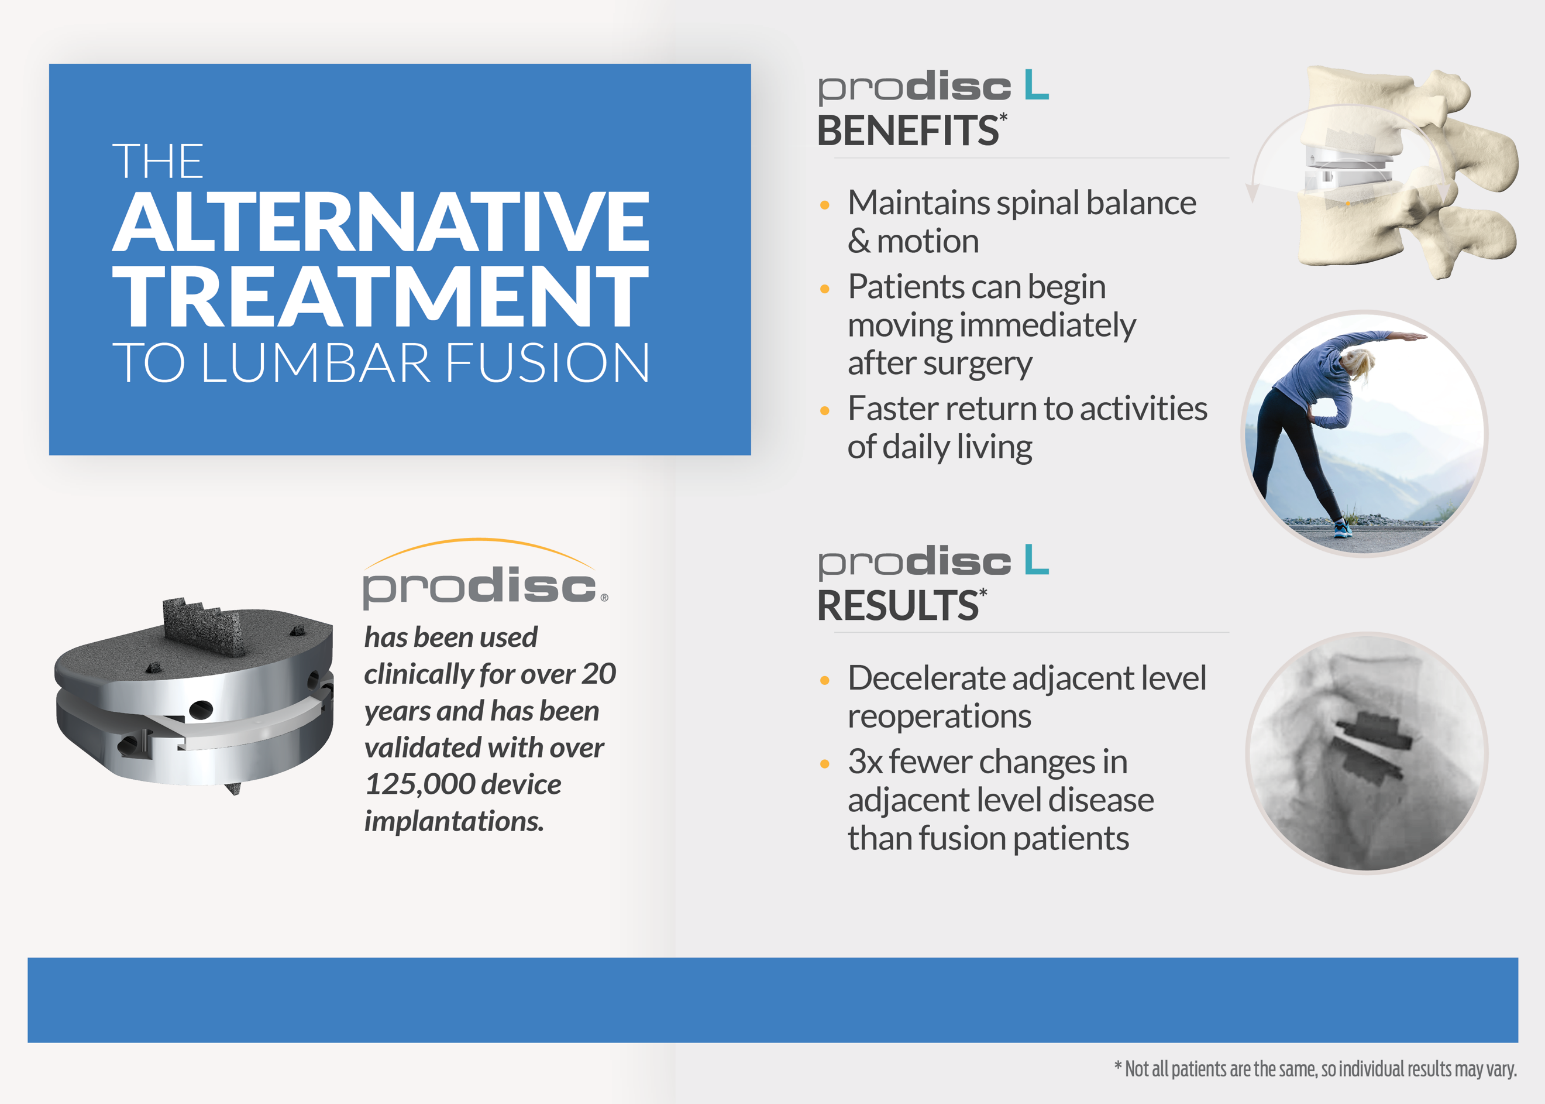 THE
ALTERNATIVE
TREATMENT
TO LUMBAR FUSION
prodisc®
has been used
clinically for over 20
years and has been
validated with over
125,000 device
implantations.
prodisc L
BENEFITS*
• Maintains spinal balance
& motion
• Patients can begin
moving immediately
after surgery
• Faster return to activities
of daily living
prodisc L
RESULTS*
• Decelerate adjacent level
reoperations
• 3x fewer changes in
adjacent level disease
than fusion patients
* Not all patients are the same, so individual results may vary.